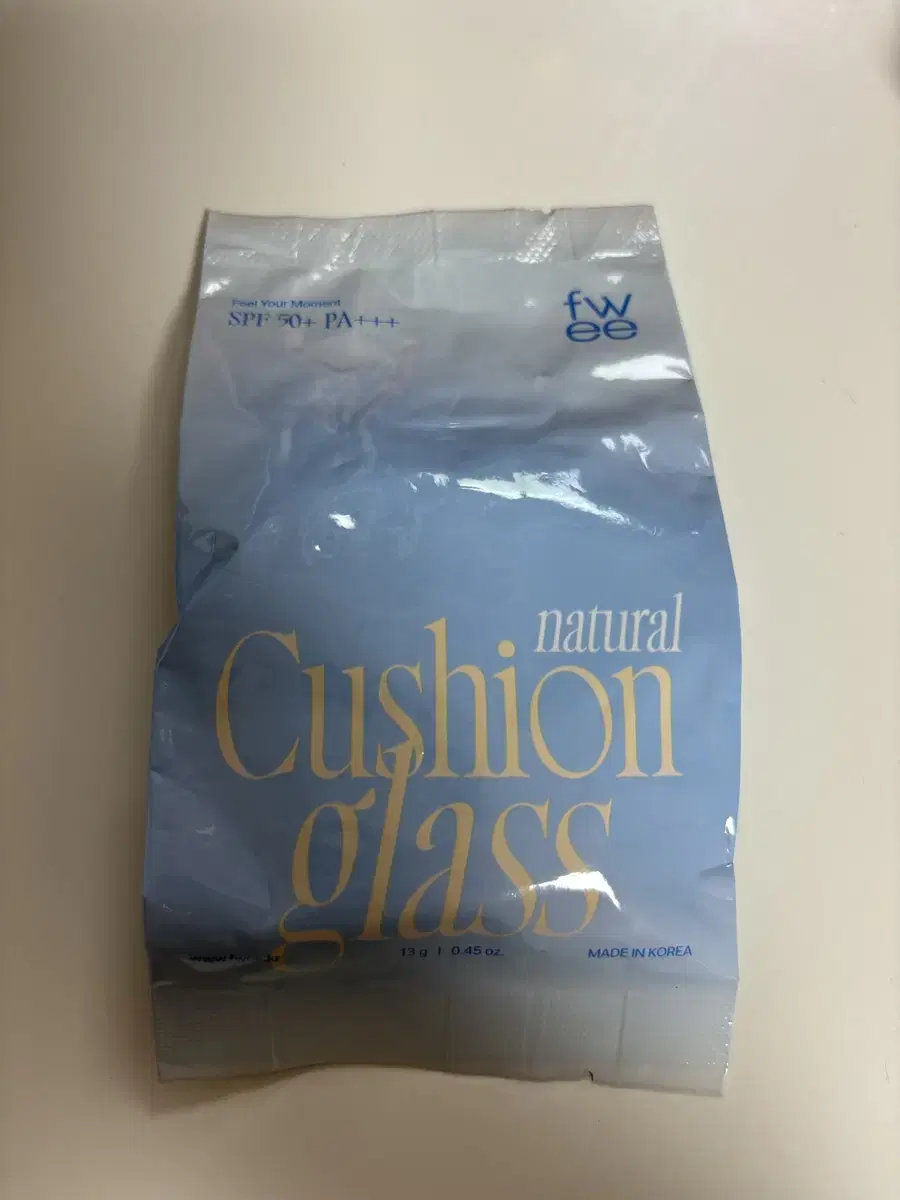 Feel Your Moment
SPF 50+ PA+++
fw
ee
natural
Cushion
glass
13 g | 0.45 oz.
MADE IN KOREA